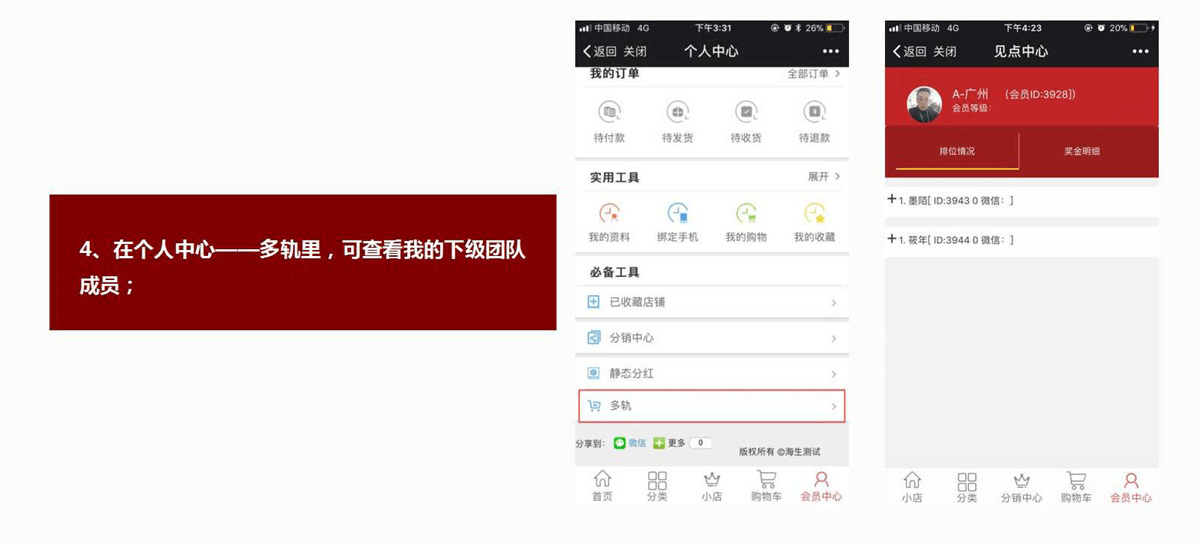 4、在个人中心——多轨里，可查看我的下级团队
成员；
中国移动 4G 下午3:31 26%
返回 关闭 个人中心
我的订单 全部订单
待付款 待发货 待收货 待退款
实用工具 展开
我的资料 绑定手机 我的购物 我的收藏
必备工具
已收藏店铺
分销中心
静态分红
多轨
分享到： 微信 更多 0
版权所有 ©海生测试
首页 分类 小店 购物车 会员中心
中国移动 4G 下午4:23 20%
返回 关闭 见点中心
A-广州 （会员ID:3928]）
会员等级：
排位情况 奖金明细
+1. 墨陌[ ID:3943 0 微信：]
+1. 筱年[ ID:3944 0 微信：]
小店 分类 分销中心 购物车 会员中心